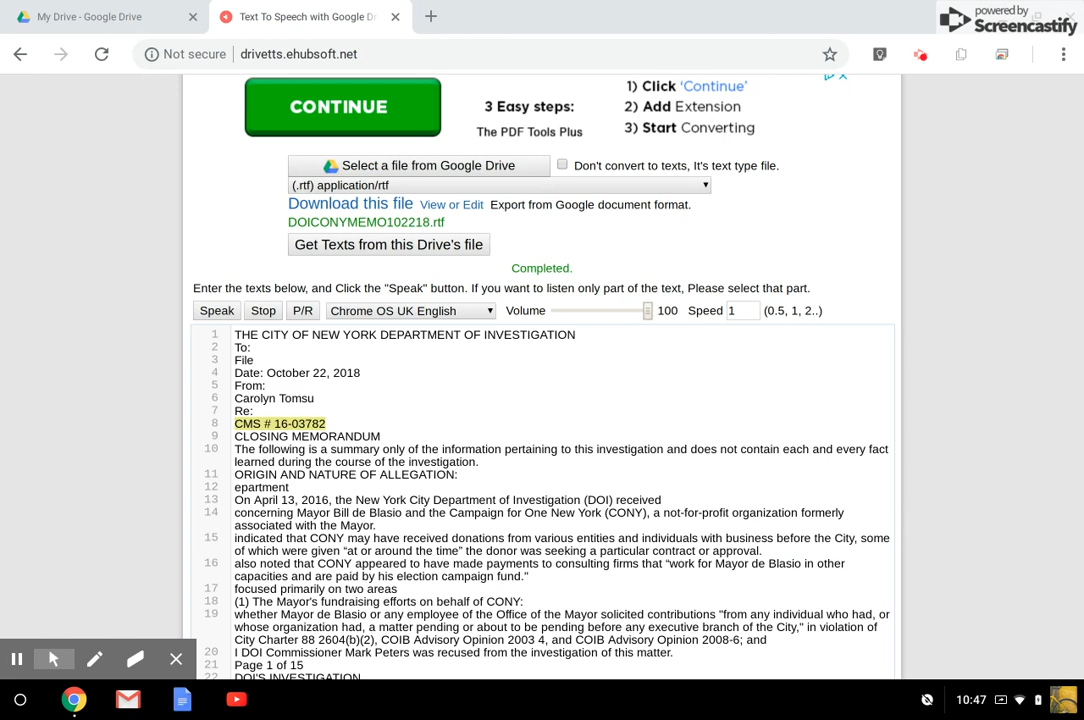 My Drive - Google Drive
Text To Speech with Google Dr
powered by
Screencastify
Not secure
drivetts.ehubsoft.net
CONTINUE
3 Easy steps:
The PDF Tools Plus
1) Click 'Continue'
2) Add Extension
3) Start Converting
Select a file from Google Drive
Don't convert to texts, It's text type file.
(.rtf) application/rtf
Download this file View or Edit Export from Google document format.
DOICONYMEMO102218.rtf
Get Texts from this Drive's file
Completed.
Enter the texts below, and Click the "Speak" button. If you want to listen only part of the text, Please select that part.
Speak Stop P/R Chrome OS UK English Volume 100 Speed 1 (0.5, 1, 2..)
1 THE CITY OF NEW YORK DEPARTMENT OF INVESTIGATION
2 To:
3 File
4 Date: October 22, 2018
5 From:
6 Carolyn Tomsu
7 Re:
8 CMS # 16-03782
9 CLOSING MEMORANDUM
10 The following is a summary only of the information pertaining to this investigation and does not contain each and every fact
learned during the course of the investigation.
11 ORIGIN AND NATURE OF ALLEGATION:
12 epartment
13 On April 13, 2016, the New York City Department of Investigation (DOI) received
14 concerning Mayor Bill de Blasio and the Campaign for One New York (CONY), a not-for-profit organization formerly
associated with the Mayor.
15 indicated that CONY may have received donations from various entities and individuals with business before the City, some
of which were given “at or around the time” the donor was seeking a particular contract or approval.
16 also noted that CONY appeared to have made payments to consulting firms that “work for Mayor de Blasio in other
capacities and are paid by his election campaign fund."
17 focused primarily on two areas
18 (1) The Mayor's fundraising efforts on behalf of CONY:
19 whether Mayor de Blasio or any employee of the Office of the Mayor solicited contributions "from any individual who had, or
whose organization had, a matter pending or about to be pending before any executive branch of the City," in violation of
City Charter 88 2604(b)(2), COIB Advisory Opinion 2003 4, and COIB Advisory Opinion 2008-6; and
20 I DOI Commissioner Mark Peters was recused from the investigation of this matter.
21 Page 1 of 15
22 DOI'S INVESTIGATION
10:47